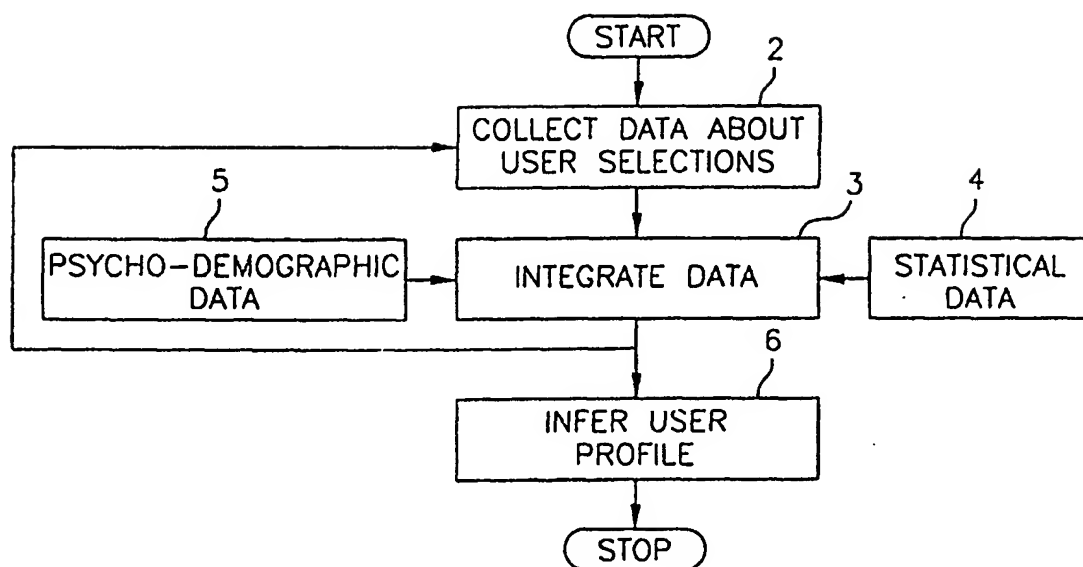 START
2
COLLECT DATA ABOUT
USER SELECTIONS
5
3
4
PSYCHO-DEMOGRAPHIC
DATA
INTEGRATE DATA
STATISTICAL
DATA
6
INFER USER
PROFILE
STOP